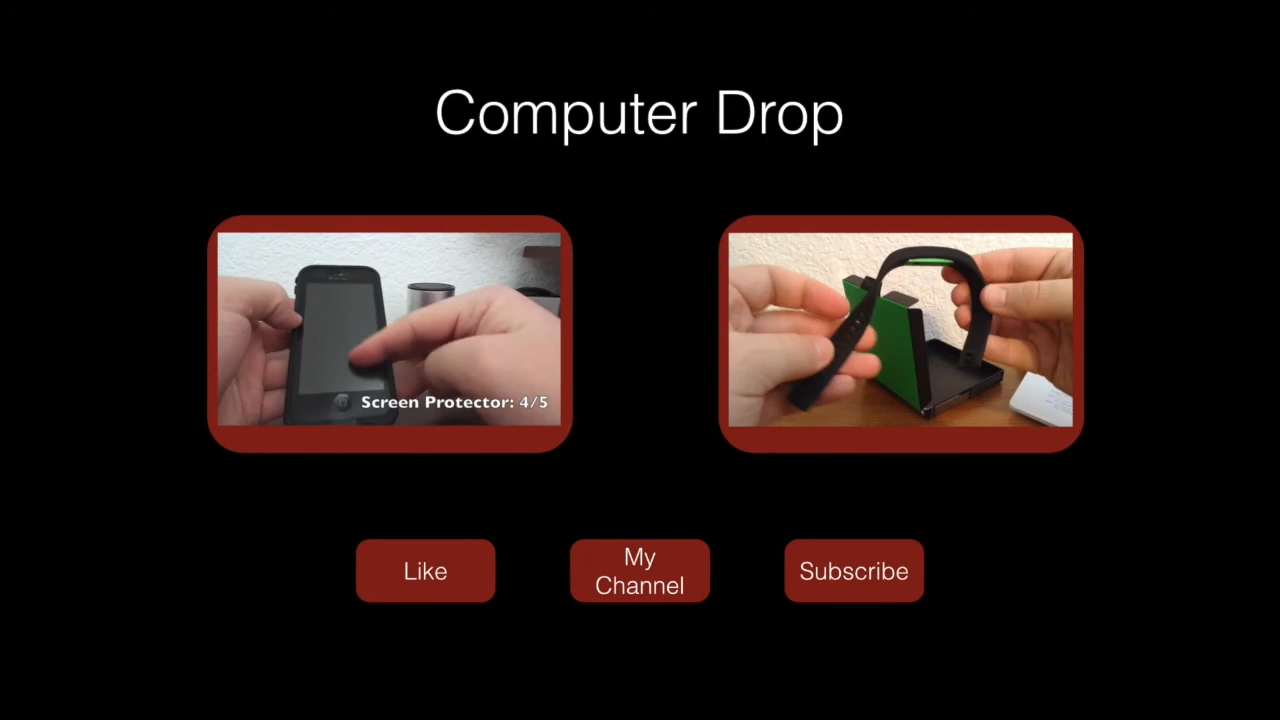 Computer Drop
Screen Protector: 4/5
Like
My
Channel
Subscribe